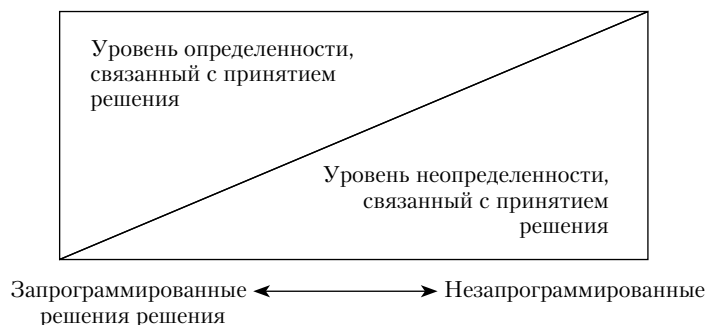 Уровень определенности,
связанный с принятием
решения
Уровень неопределенности,
связанный с принятием
решения
Запрограммированные Незапрограммированные
решения решения